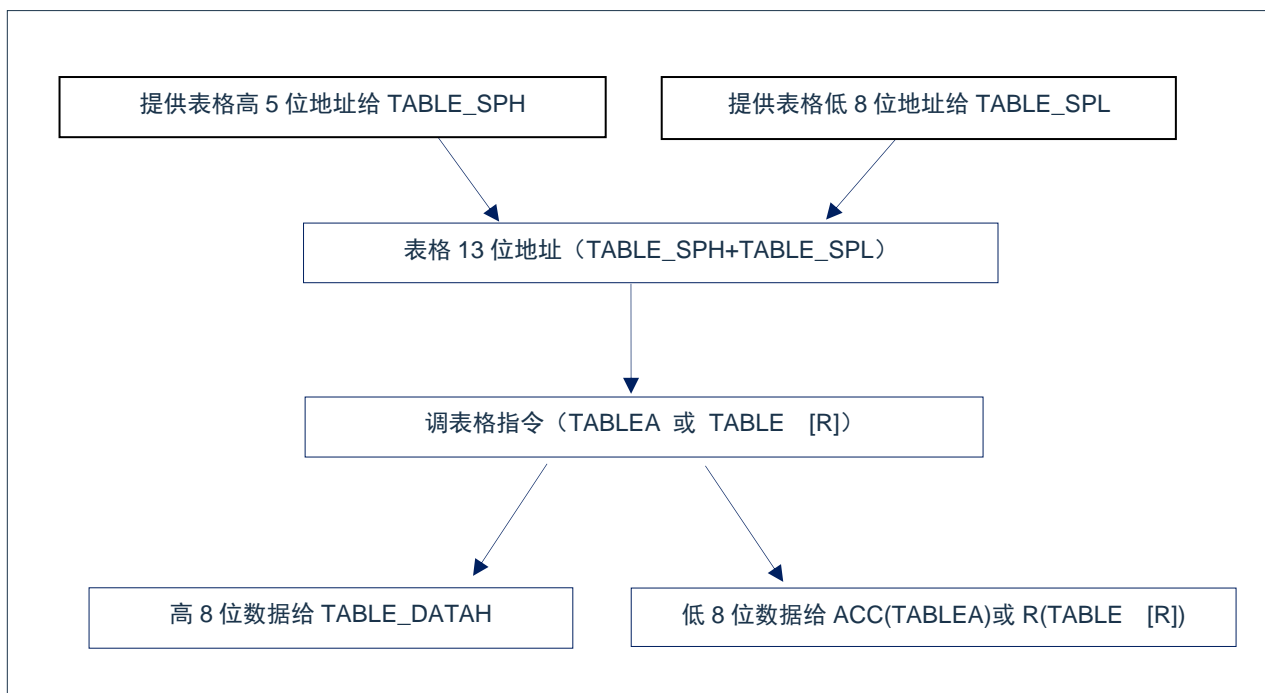 提供表格高 5 位地址给 TABLE_SPH
提供表格低 8 位地址给 TABLE_SPL
表格 13 位地址（TABLE_SPH+TABLE_SPL）
调表格指令（TABLEA 或 TABLE [R]）
高 8 位数据给 TABLE_DATAH
低 8 位数据给 ACC(TABLEA)或 R(TABLE [R])